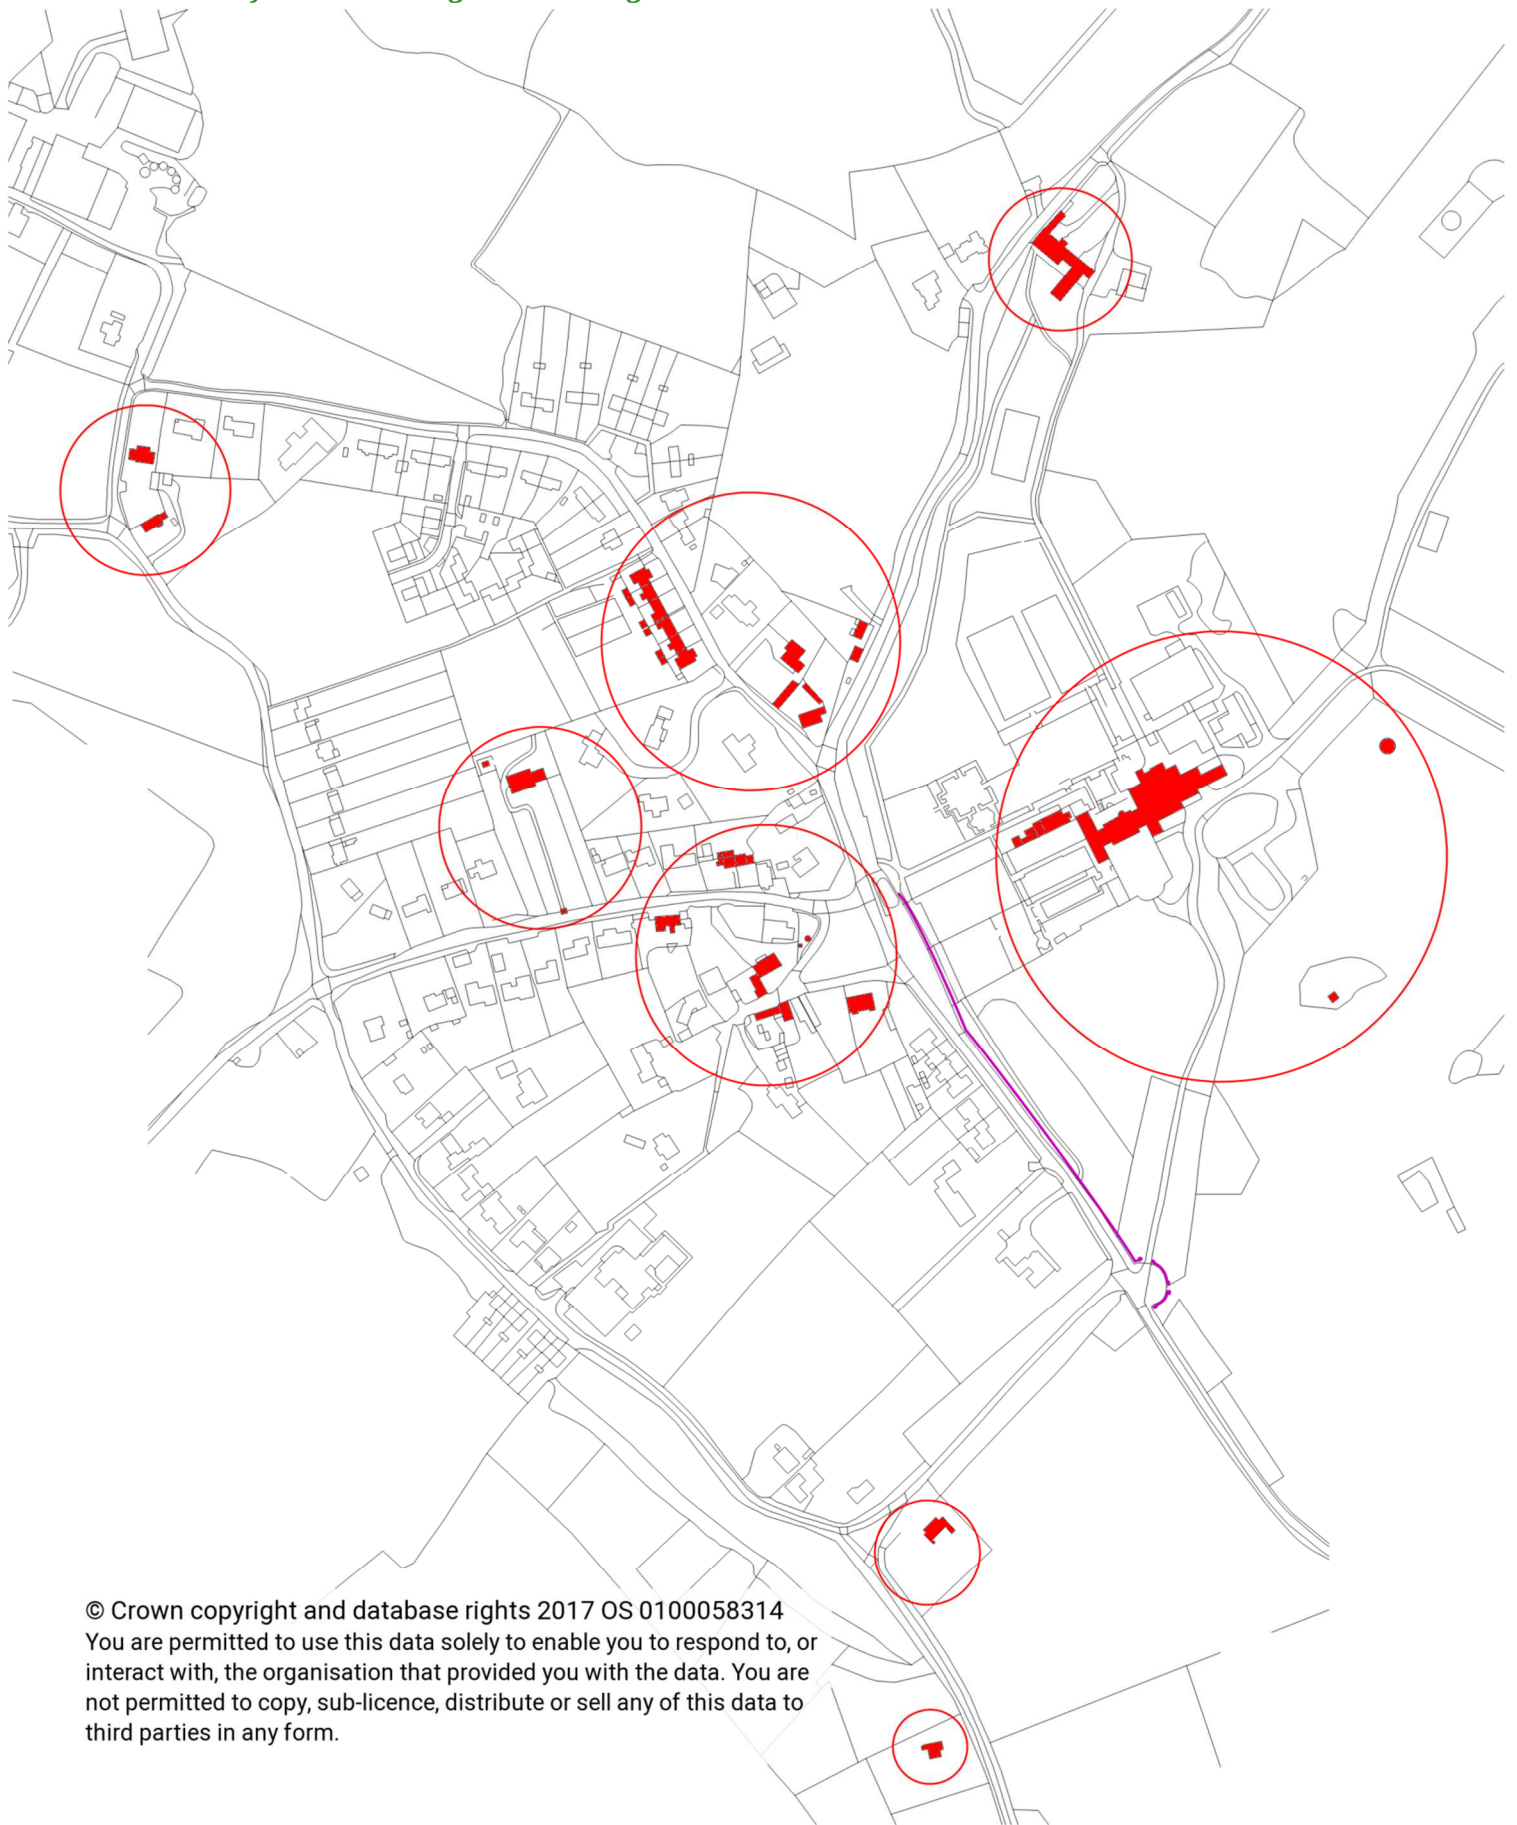 © Crown copyright and database rights 2017 OS 0100058314
You are permitted to use this data solely to enable you to respond to, or
interact with, the organisation that provided you with the data. You are
not permitted to copy, sub-licence, distribute or sell any of this data to
third parties in any form.